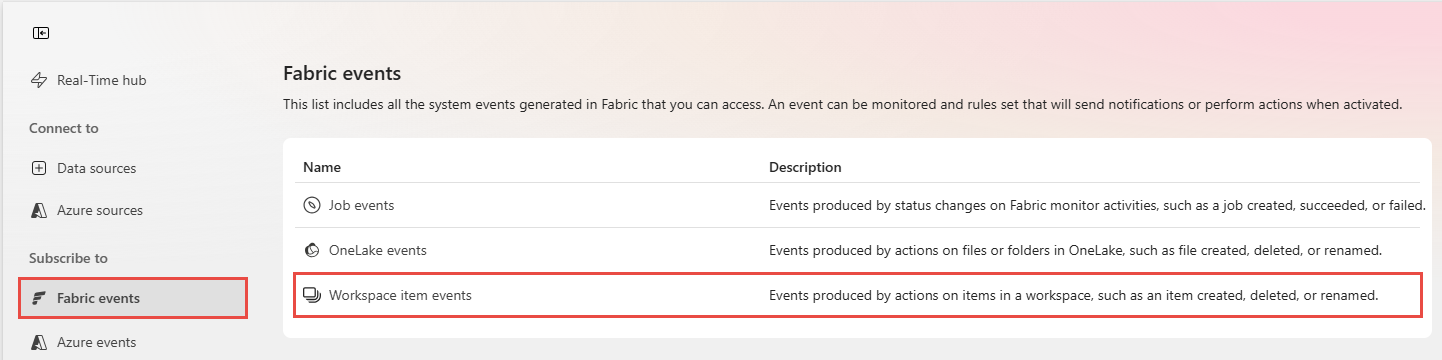 Real-Time hub
Connect to
Data sources
Azure sources
Subscribe to
Fabric events
Azure events
Fabric events
This list includes all the system events generated in Fabric that you can access. An event can be monitored and rules set that will send notifications or perform actions when activated.
Name Description
Job events Events produced by status changes on Fabric monitor activities, such as a job created, succeeded, or failed.
OneLake events Events produced by actions on files or folders in OneLake, such as file created, deleted, or renamed.
Workspace item events Events produced by actions on items in a workspace, such as an item created, deleted, or renamed.